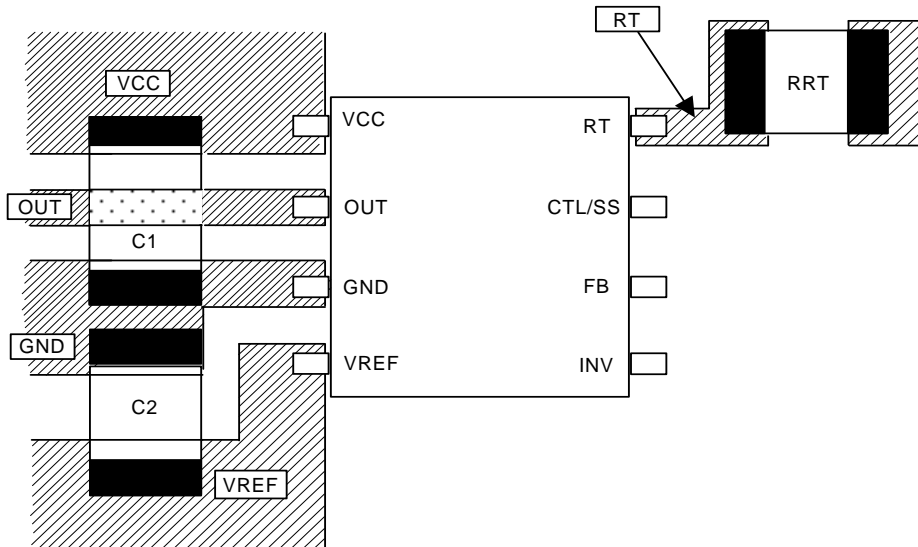 RT
VCC
RRT
VCC
RT
OUT
OUT
CTL/SS
C1
GND
FB
GND
VREF
INV
C2
VREF